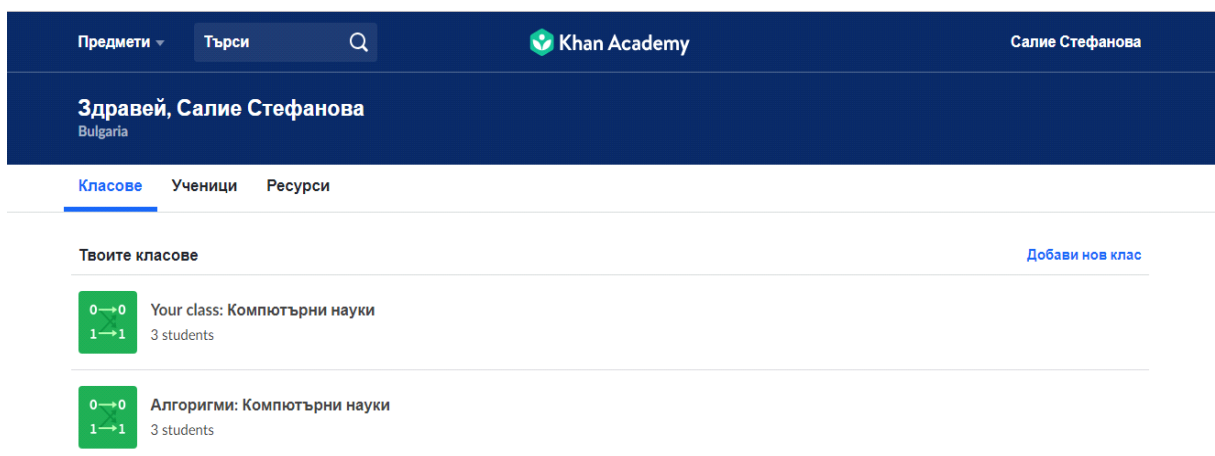 Предмети Търси Khan Academy Салие Стефанова
Здравей, Салие Стефанова
Bulgaria
Класове Ученици Ресурси
Твоите класове Добави нов клас
0→0
1→1
Your class: Компютърни науки
3 students
0→0
1→1
Алгоригми: Компютърни науки
3 students